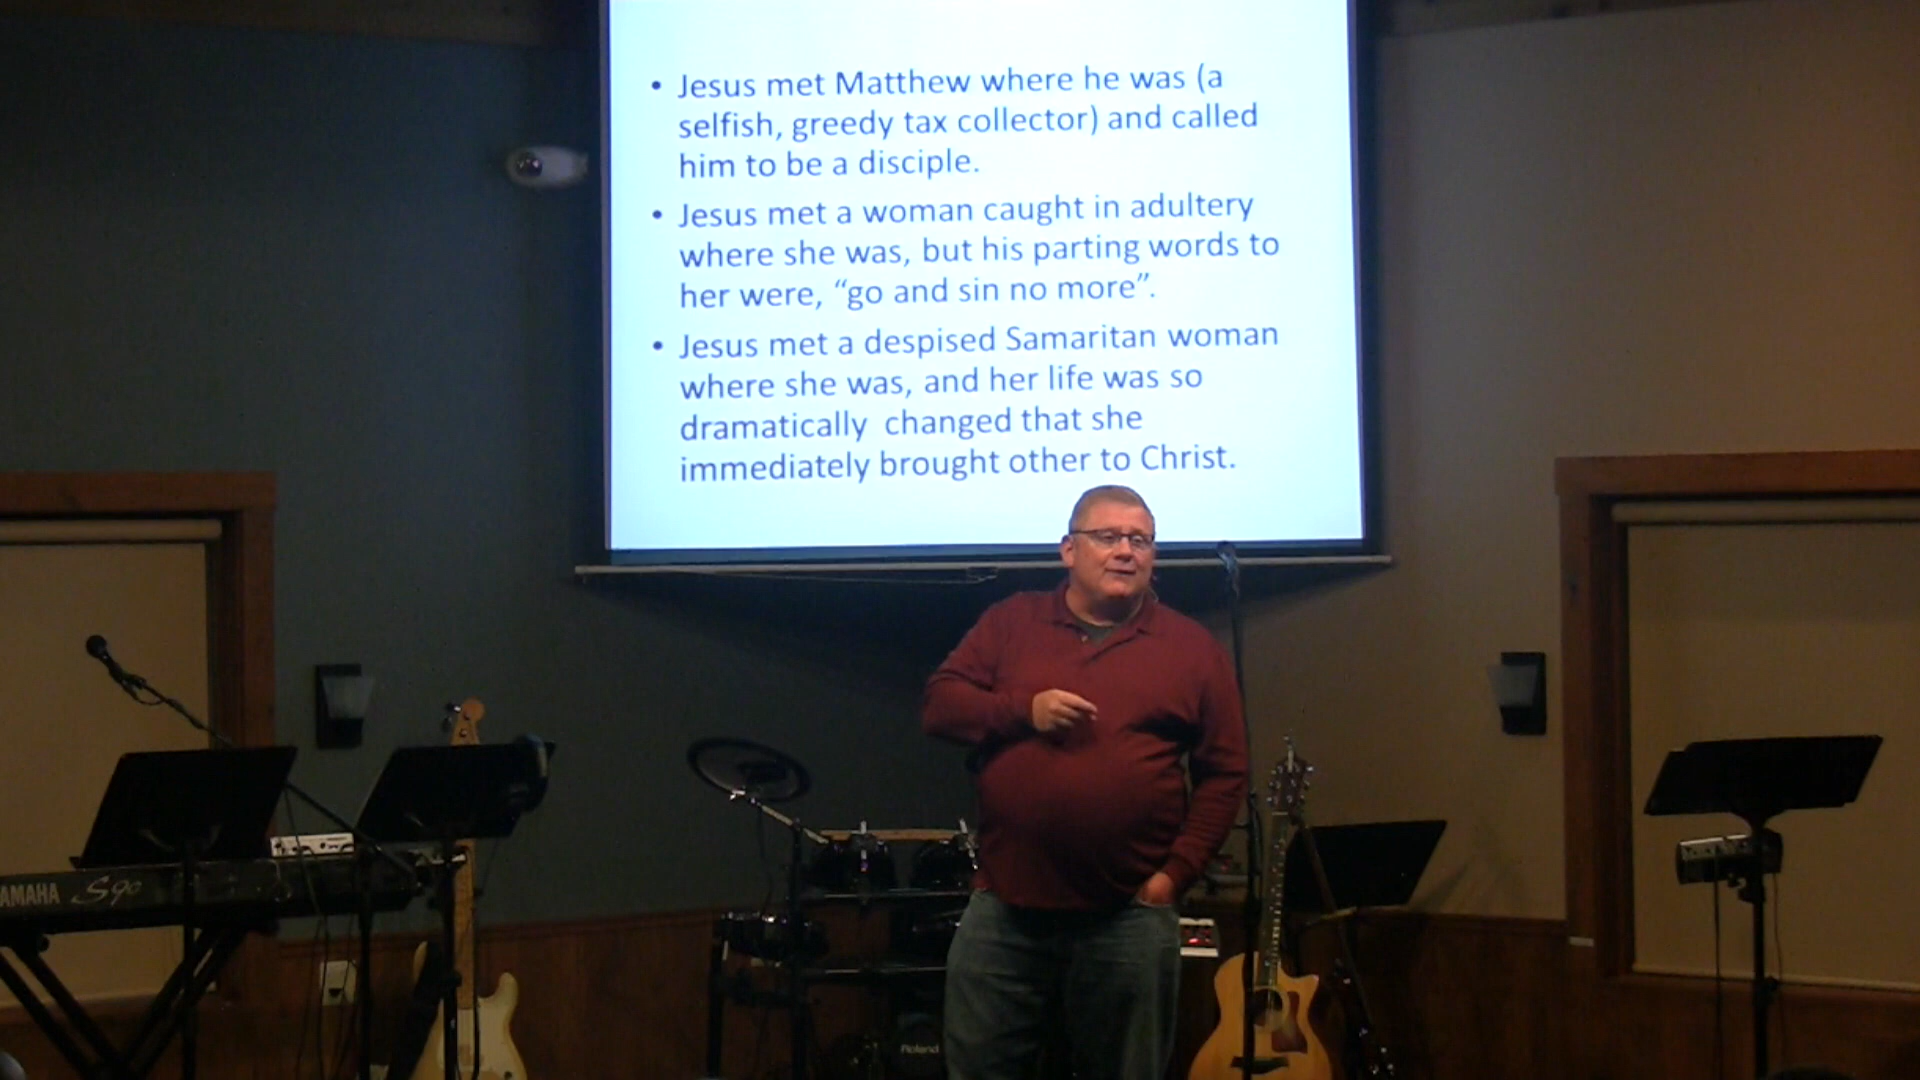 • Jesus met Matthew where he was (a
selfish, greedy tax collector) and called
him to be a disciple.
• Jesus met a woman caught in adultery
where she was, but his parting words to
her were, “go and sin no more”.
• Jesus met a despised Samaritan woman
where she was, and her life was so
dramatically changed that she
immediately brought other to Christ.
YAMAHA S90
Roland